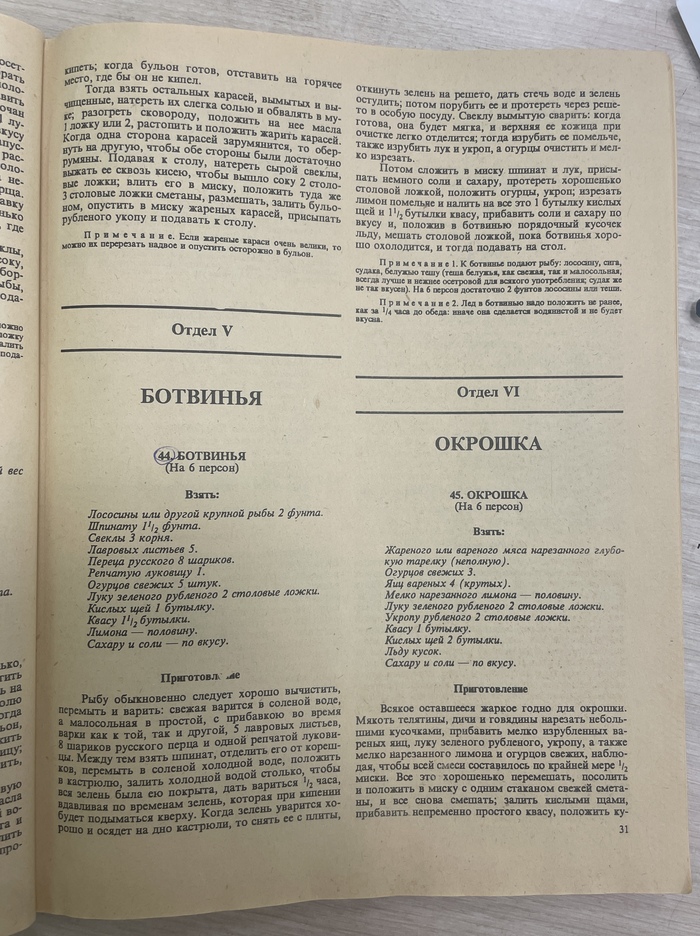 кипеть; когда бульон готов, отставить на горячее
место, где бы он не кипел.
Тогда взять остальных карасей, вымытых и вы-
чищенных, натереть их слегка солью и обвалять в му-
ке; разогреть сковороду, положить на нее масла
1 ложку или 2, растопить и положить жарить карасей.
Когда одна сторона карасей зарумянится, то обер-
нуть на другую, чтобы обе стороны были достаточно
румяны. Подавая к столу, натереть сырой свеклы,
выжать ее сквозь кисею, чтобы вышло соку 2 столо-
вые ложки; влить его в миску, положить туда же
3 столовые ложки сметаны, размешать, залить бульо-
ном, опустить в миску жареных карасей, присыпать
рубленого укопу и подавать к столу.
Примечание. Если жареные караси очень велики, то
можно их перерезать надвое и опустить осторожно в бульон.
Отдел V
БОТВИНЬЯ
44. БОТВИНЬЯ
(На 6 персон)
Взять:
Лососины или другой крупной рыбы 2 фунта.
Шпинату 1 1/2 фунта.
Свеклы 3 корня.
Лавровых листьев 5.
Переца русского 8 шариков.
Репчатую луковицу 1.
Огурцов свежих 5 штук.
Луку зеленого рубленого 2 столовые ложки.
Кислых щей 1 бутылку.
Квасу 1 1/2 бутылки.
Лимона — половину.
Сахару и соли — по вкусу.
Рыбу обыкновенно следует хорошо вычистить,
перемыть и варить: свежая варится в соленой воде,
а малосольная в простой, с прибавкою во время
варки как к той, так и другой, 5 лавровых листьев,
8 шариков русского перца и одной репчатой лукови-
цы. Между тем взять шпинат, отделить его от кореш-
ков, перемыть в соленой холодной воде, положить
в кастрюлю, залить холодной водой столько, чтобы
вся зелень была ею покрыта, дать вариться 1/2 часа,
вдавливая по временам зелень, которая при кипении
будет подыматься кверху. Когда зелень уварится хо-
рошо и осядет на дно кастрюли, то снять ее с плиты,
откинуть зелень на решето, дать стечь воде и зелень
остудить; потом порубить ее и протереть через реше-
то в особую посуду. Свеклу вымытую сварить: когда
готова, она будет мягка, и верхняя ее кожица при
очистке легко отделится; тогда изрубить ее помельче,
также изрубить лук и укроп, а огурцы очистить и мел-
ко изрезать.
Потом сложить в миску шпинат и лук, присы-
пать немного соли и сахару, протереть хорошенько
столовой ложкой, положить огурцы, укроп; изрезать
лимон помельче и налить на все это 1 бутылку кислых
щей и 1 1/2 бутылки квасу, прибавить соли и сахару по
вкусу и, положив в ботвинью порядочный кусочек
льду, мешать столовой ложкой, пока ботвинья хоро-
шо охолодится, и тогда подавать на стол.
Примечание 1. К ботвинье подают рыбу: лососину, сига,
судака, белужью тешу (теша белужья, как свежая, так и малосольная,
всегда лучше и нежнее осетровой для всякого употребления; судак же
не так вкусен). На 6 персон достаточно 2 фунтов лососины или теши.
Примечание 2. Лед в ботвинью надо положить не ранее,
как за 1/4 часа до обеда: иначе она сделается водянистой и не будет
вкусна.
Отдел VI
ОКРОШКА
45. ОКРОШКА
(На 6 персон)
Взять:
Жареного или вареного мяса нарезанного глубо-
кую тарелку (неполную).
Огурцов свежих 3.
Яиц вареных 4 (крутых).
Мелко нарезанного лимона — половину.
Луку зеленого рубленого 2 столовые ложки.
Укропу рубленого 2 столовые ложки.
Квасу 1 бутылку.
Кислых щей 2 бутылки.
Льду кусок.
Сахару и соли — по вкусу.
Приготовление
Всякое оставшееся жаркое годно для окрошки.
Мякоть телятины, дичи и говядины нарезать неболь-
шими кусочками, прибавить мелко изрубленных ва-
реных яиц, луку зеленого рубленого, укропу, а также
мелко нарезанного лимона и огурцов свежих, наблю-
дая, чтобы всей смеси составилось по крайней мере 1/2
миски. Все это хорошенько перемешать, посолить
и положить в миску с одним стаканом свежей смета-
ны, и все снова смешать; залить кислыми щами,
прибавить непременно простого квасу, положить ку-
31